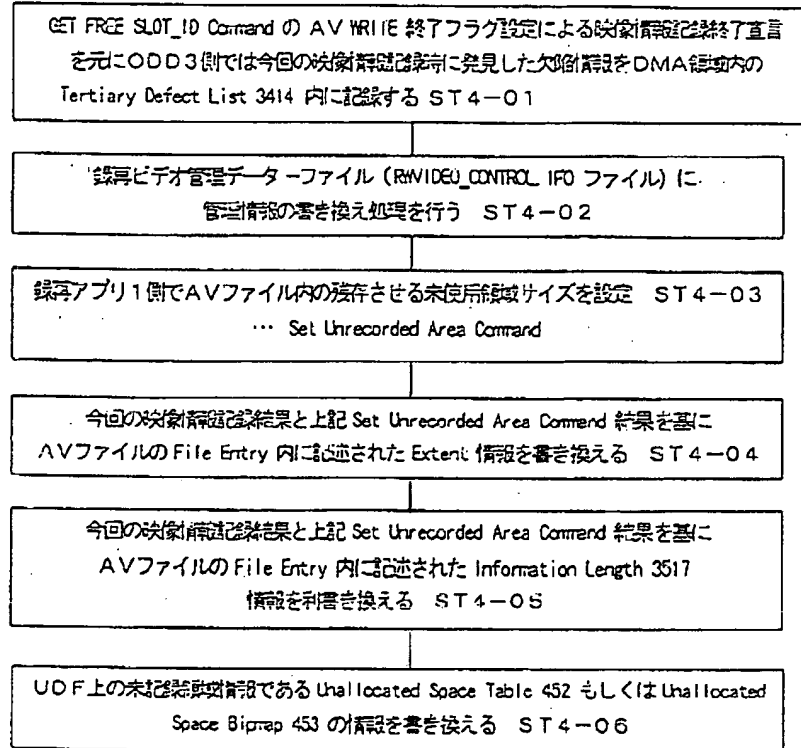 GET FREE SLOT_ID Command の AV WRITE 終了フラグ設定による映像情報記録終了宣言
を元にODD3側では今回の映像情報記録時に発見した欠陥情報をDMA領域内の
Tertiary Defect List 3414 内に記録する ST4-01
録再ビデオ管理データーファイル(RWVIDEO_CONTROL IFO ファイル)に
管理情報の書き換え処理を行う ST4-02
録再アプリ1側でAVファイル内の残存させる未使用領域サイズを設定 ST4-03
… Set Unrecorded Area Command
今回の映像情報記録結果と上記 Set Unrecorded Area Command 結果を基に
AVファイルの File Entry 内に記述された Extent 情報を書き換える ST4-04
今回の映像情報記録結果と上記 Set Unrecorded Area Command 結果を基に
AVファイルの File Entry 内に記述された Information Length 3517
情報を利書き換える ST4-05
UDF上の未記録領域情報である Unallocated Space Table 452 もしくは Unallocated
Space Bitmap 453 の情報を書き換える ST4-06